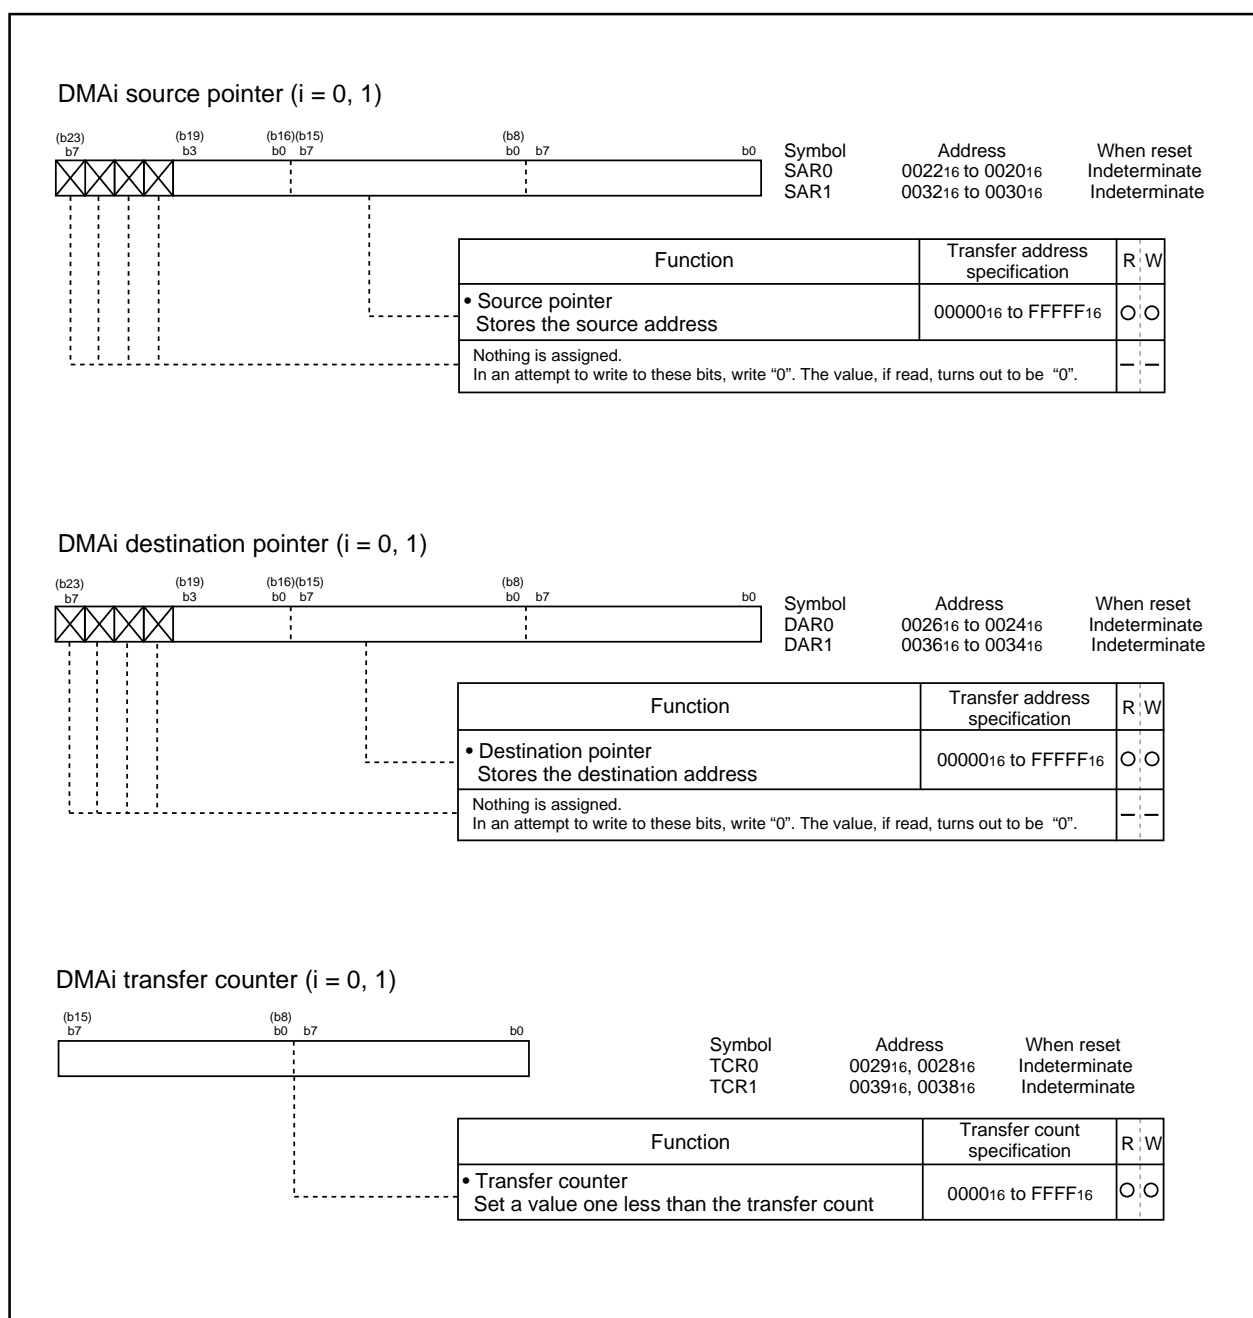 DMAi source pointer (i = 0, 1)
(b23) (b19) (b16)(b15) (b8)
b7 b3 b0 b7 b0 b7 b0
Symbol Address When reset
SAR0 002216 to 002016 Indeterminate
SAR1 003216 to 003016 Indeterminate
Function Transfer address specification R W
• Source pointer
Stores the source address 0000016 to FFFFF16
Nothing is assigned.
In an attempt to write to these bits, write “0”. The value, if read, turns out to be “0”.
DMAi destination pointer (i = 0, 1)
(b23) (b19) (b16)(b15) (b8)
b7 b3 b0 b7 b0 b7 b0
Symbol Address When reset
DAR0 002616 to 002416 Indeterminate
DAR1 003616 to 003416 Indeterminate
Function Transfer address specification R W
• Destination pointer
Stores the destination address 0000016 to FFFFF16
Nothing is assigned.
In an attempt to write to these bits, write “0”. The value, if read, turns out to be “0”.
DMAi transfer counter (i = 0, 1)
(b15) (b8)
b7 b0 b7 b0
Symbol Address When reset
TCR0 002916, 002816 Indeterminate
TCR1 003916, 003816 Indeterminate
Function Transfer count specification R W
• Transfer counter
Set a value one less than the transfer count 000016 to FFFF16